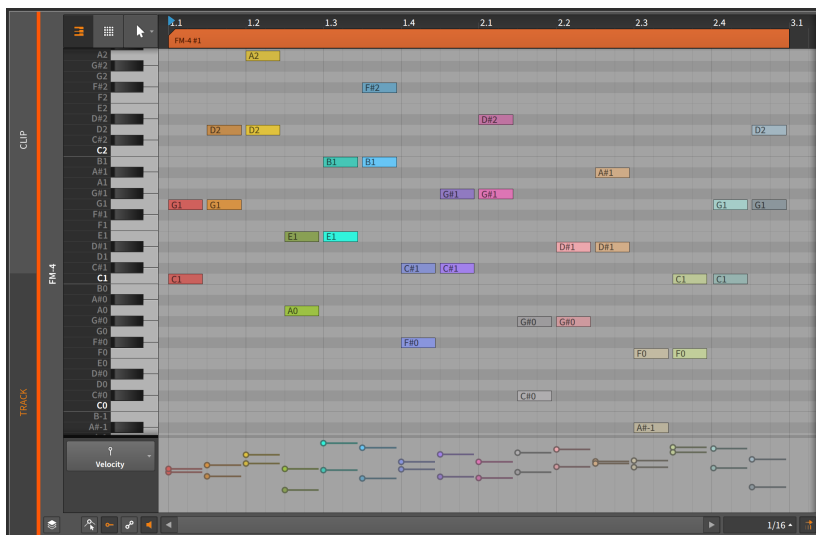 1.1 1.2 1.3 1.4 2.1 2.2 2.3 2.4 3.1
FM-4 #1
A2 A2
G#2
G2
F#2 F#2
F2
E2
D#2 D#2
D2 D2 D2 D2
C#2
C2
B1 B1 B1
A#1 A#1
A1
G#1 G#1 G#1
G1 G1 G1 G1 G1
F#1
F1
E1 E1 E1
D#1 D#1 D#1
D1
C#1 C#1 C#1
C1 C1 C1 C1
B0
A#0
A0 A0
G#0 G#0 G#0
G0
F#0 F#0
F0 F0 F0
E0
D#0
D0
C#0 C#0
C0
B-1
A#-1 A#-1
CLIP
TRACK
FM-4
Velocity
1/16